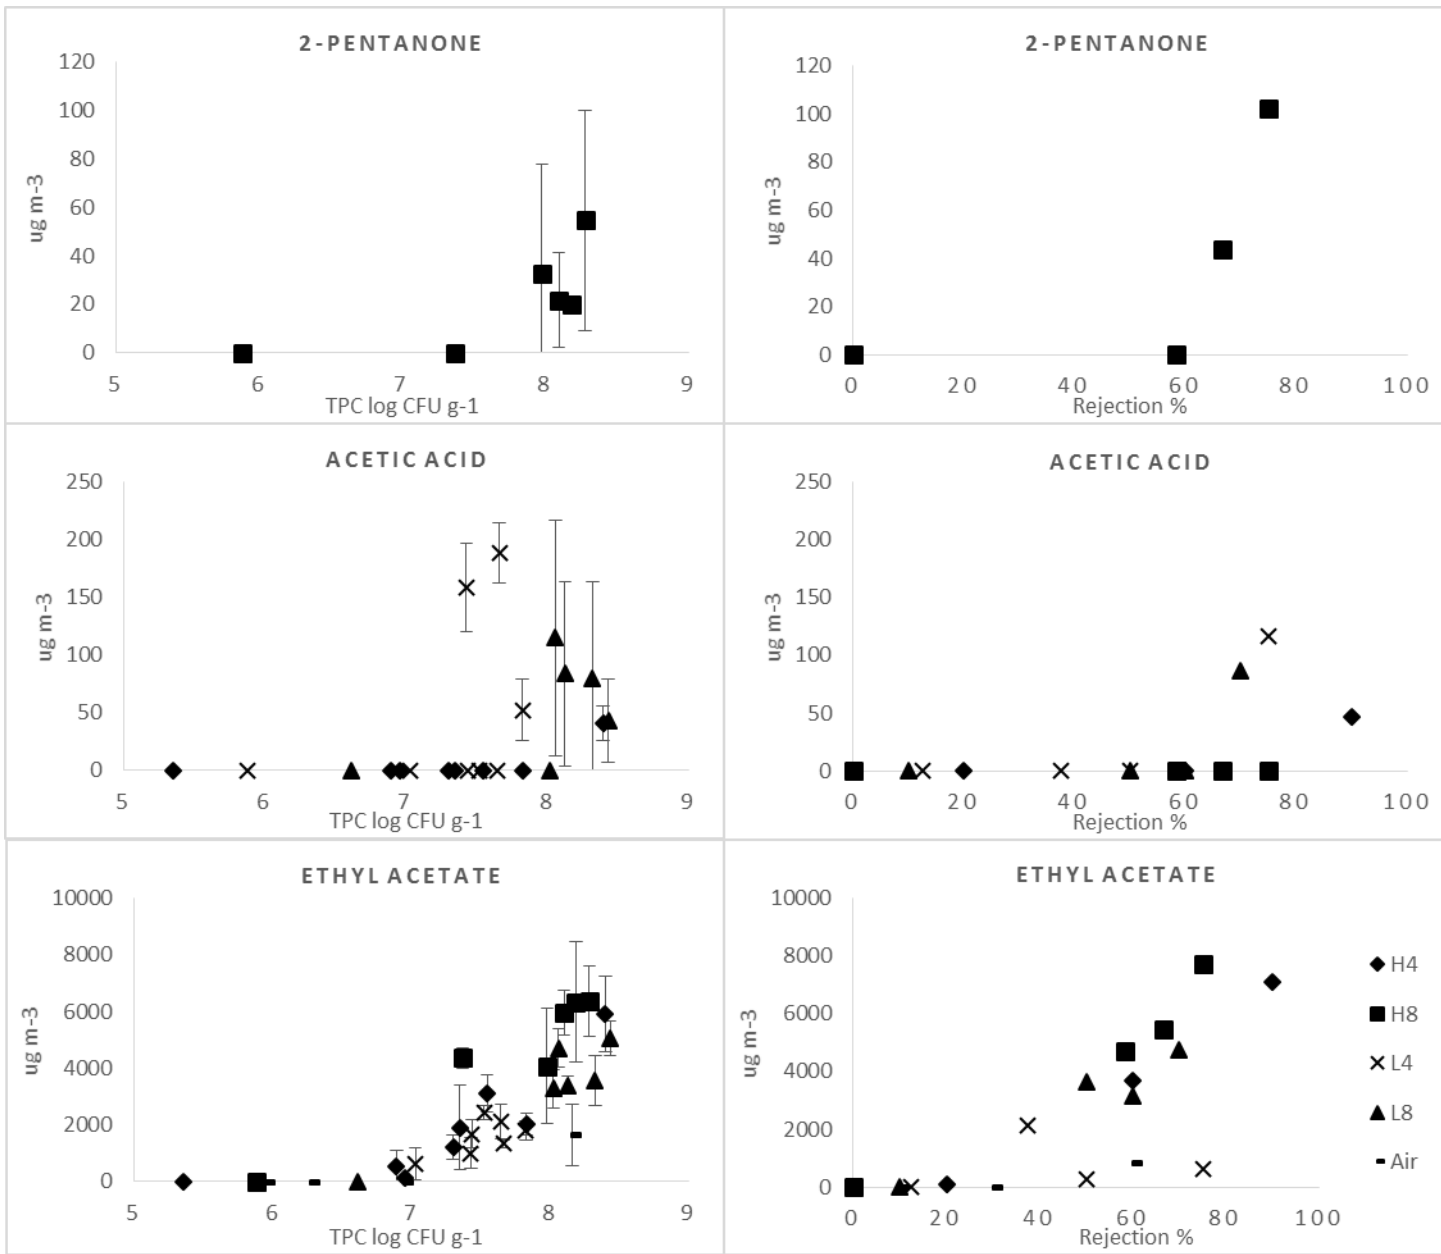 2-PENTANONE
120
100
80
60
40
20
0
ug m-3
5 6 7 8 9
TPC log CFU g-1
2-PENTANONE
120
100
80
60
40
20
0
ug m-3
0 20 40 60 80 100
Rejection %
ACETIC ACID
250
200
150
100
50
0
ug m-3
5 6 7 8 9
TPC log CFU g-1
ACETIC ACID
250
200
150
100
50
0
ug m-3
0 20 40 60 80 100
Rejection %
ETHYL ACETATE
10000
8000
6000
4000
2000
0
ug m-3
5 6 7 8 9
TPC log CFU g-1
ETHYL ACETATE
10000
8000
6000
4000
2000
0
ug m-3
0 20 40 60 80 100
Rejection %
H4
H8
L4
L8
Air